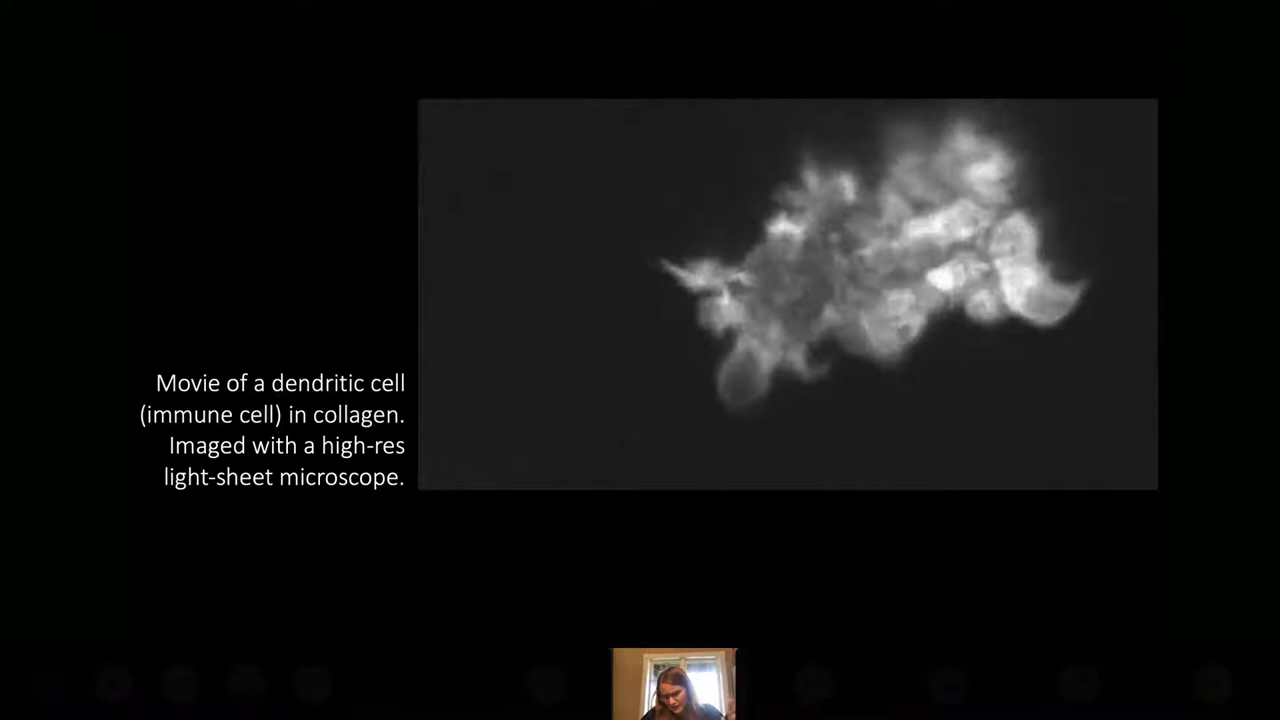 Movie of a dendritic cell
(immune cell) in collagen.
Imaged with a high-res
light-sheet microscope.